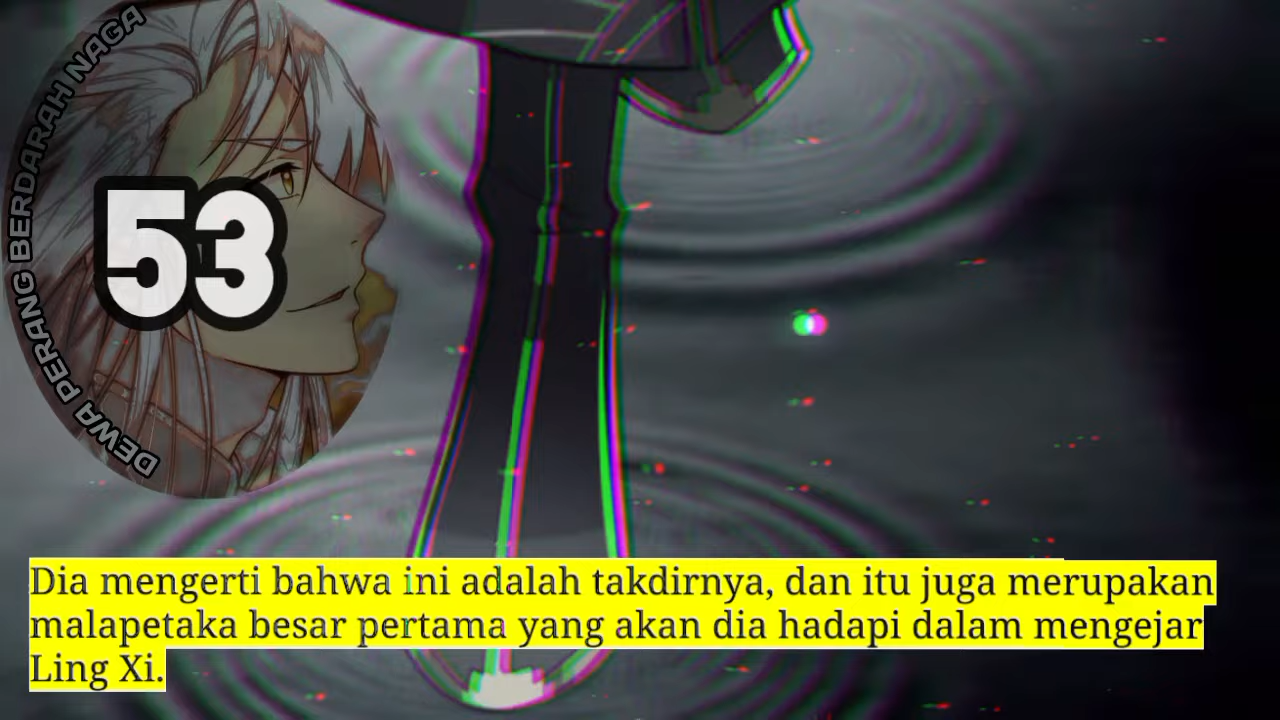 DEWA PERANG BERDARAH NAGA
53
Dia mengerti bahwa ini adalah takdirnya, dan itu juga merupakan
malapetaka besar pertama yang akan dia hadapi dalam mengejar
Ling Xi.